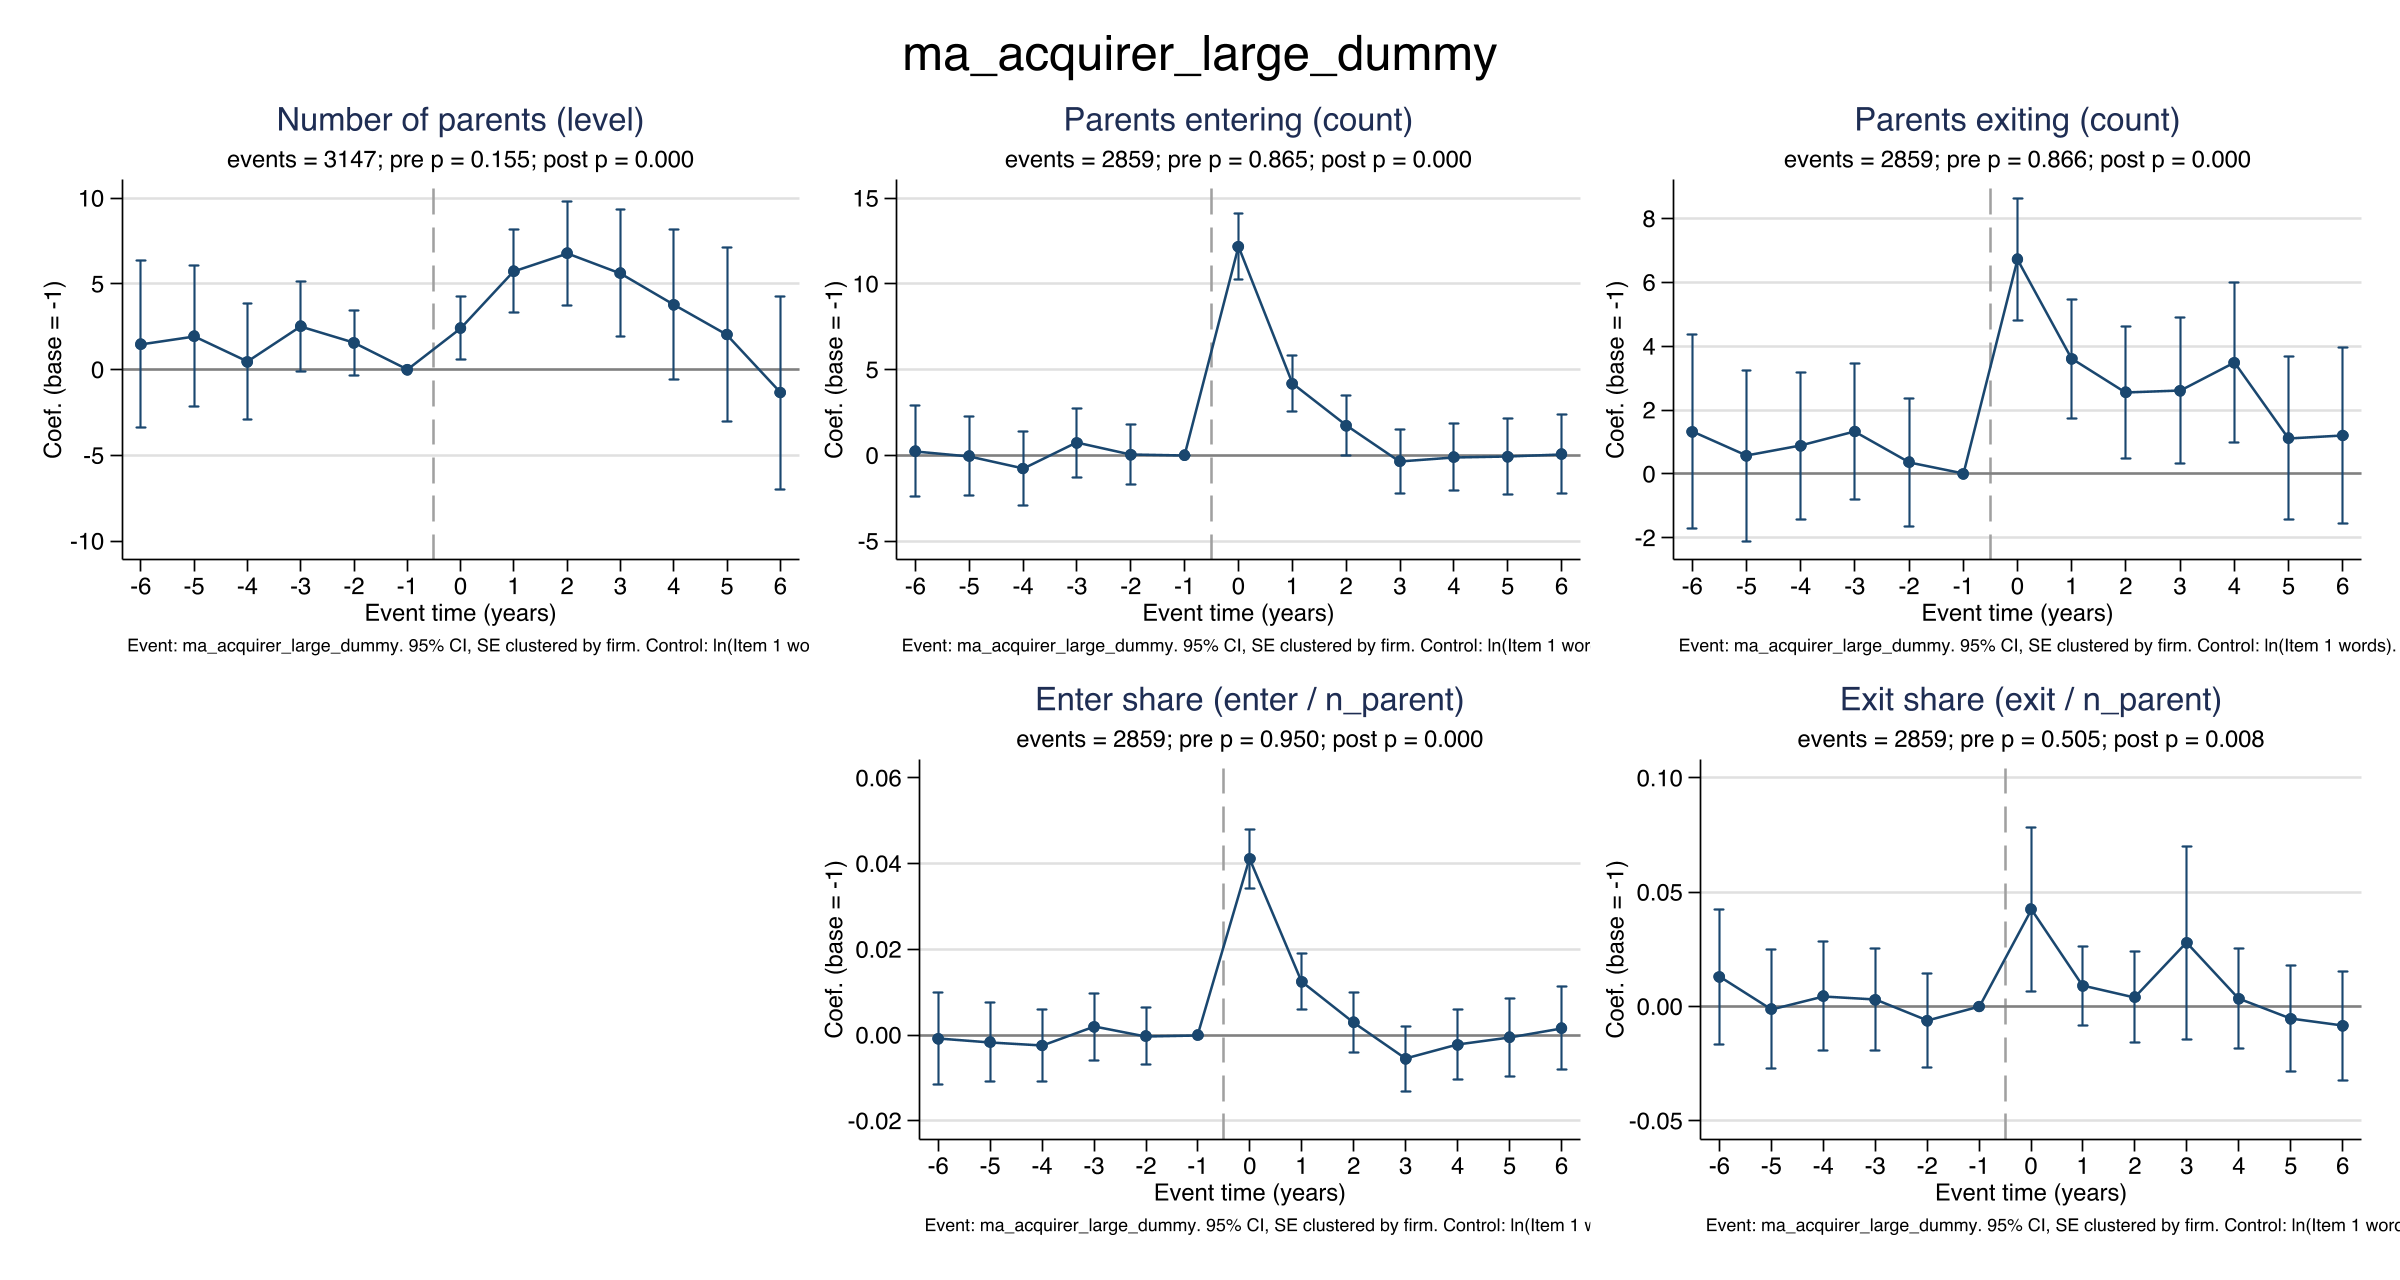 ma_acquirer_large_dummy
Number of parents (level)
events = 3147; pre p = 0.155; post p = 0.000
10
5
0
-5
-10
Coef. (base = -1)
-6 -5 -4 -3 -2 -1 0 1 2 3 4 5 6
Event time (years)
Event: ma_acquirer_large_dummy. 95% CI, SE clustered by firm. Control: ln(Item 1 wo
Parents entering (count)
events = 2859; pre p = 0.865; post p = 0.000
15
10
5
0
-5
Coef. (base = -1)
-6 -5 -4 -3 -2 -1 0 1 2 3 4 5 6
Event time (years)
Event: ma_acquirer_large_dummy. 95% CI, SE clustered by firm. Control: ln(Item 1 wor
Parents exiting (count)
events = 2859; pre p = 0.866; post p = 0.000
8
6
4
2
0
-2
Coef. (base = -1)
-6 -5 -4 -3 -2 -1 0 1 2 3 4 5 6
Event time (years)
Event: ma_acquirer_large_dummy. 95% CI, SE clustered by firm. Control: ln(Item 1 words).
Enter share (enter / n_parent)
events = 2859; pre p = 0.950; post p = 0.000
0.06
0.04
0.02
0.00
-0.02
Coef. (base = -1)
-6 -5 -4 -3 -2 -1 0 1 2 3 4 5 6
Event time (years)
Event: ma_acquirer_large_dummy. 95% CI, SE clustered by firm. Control: ln(Item 1 w
Exit share (exit / n_parent)
events = 2859; pre p = 0.505; post p = 0.008
0.10
0.05
0.00
-0.05
Coef. (base = -1)
-6 -5 -4 -3 -2 -1 0 1 2 3 4 5 6
Event time (years)
Event: ma_acquirer_large_dummy. 95% CI, SE clustered by firm. Control: ln(Item 1 word